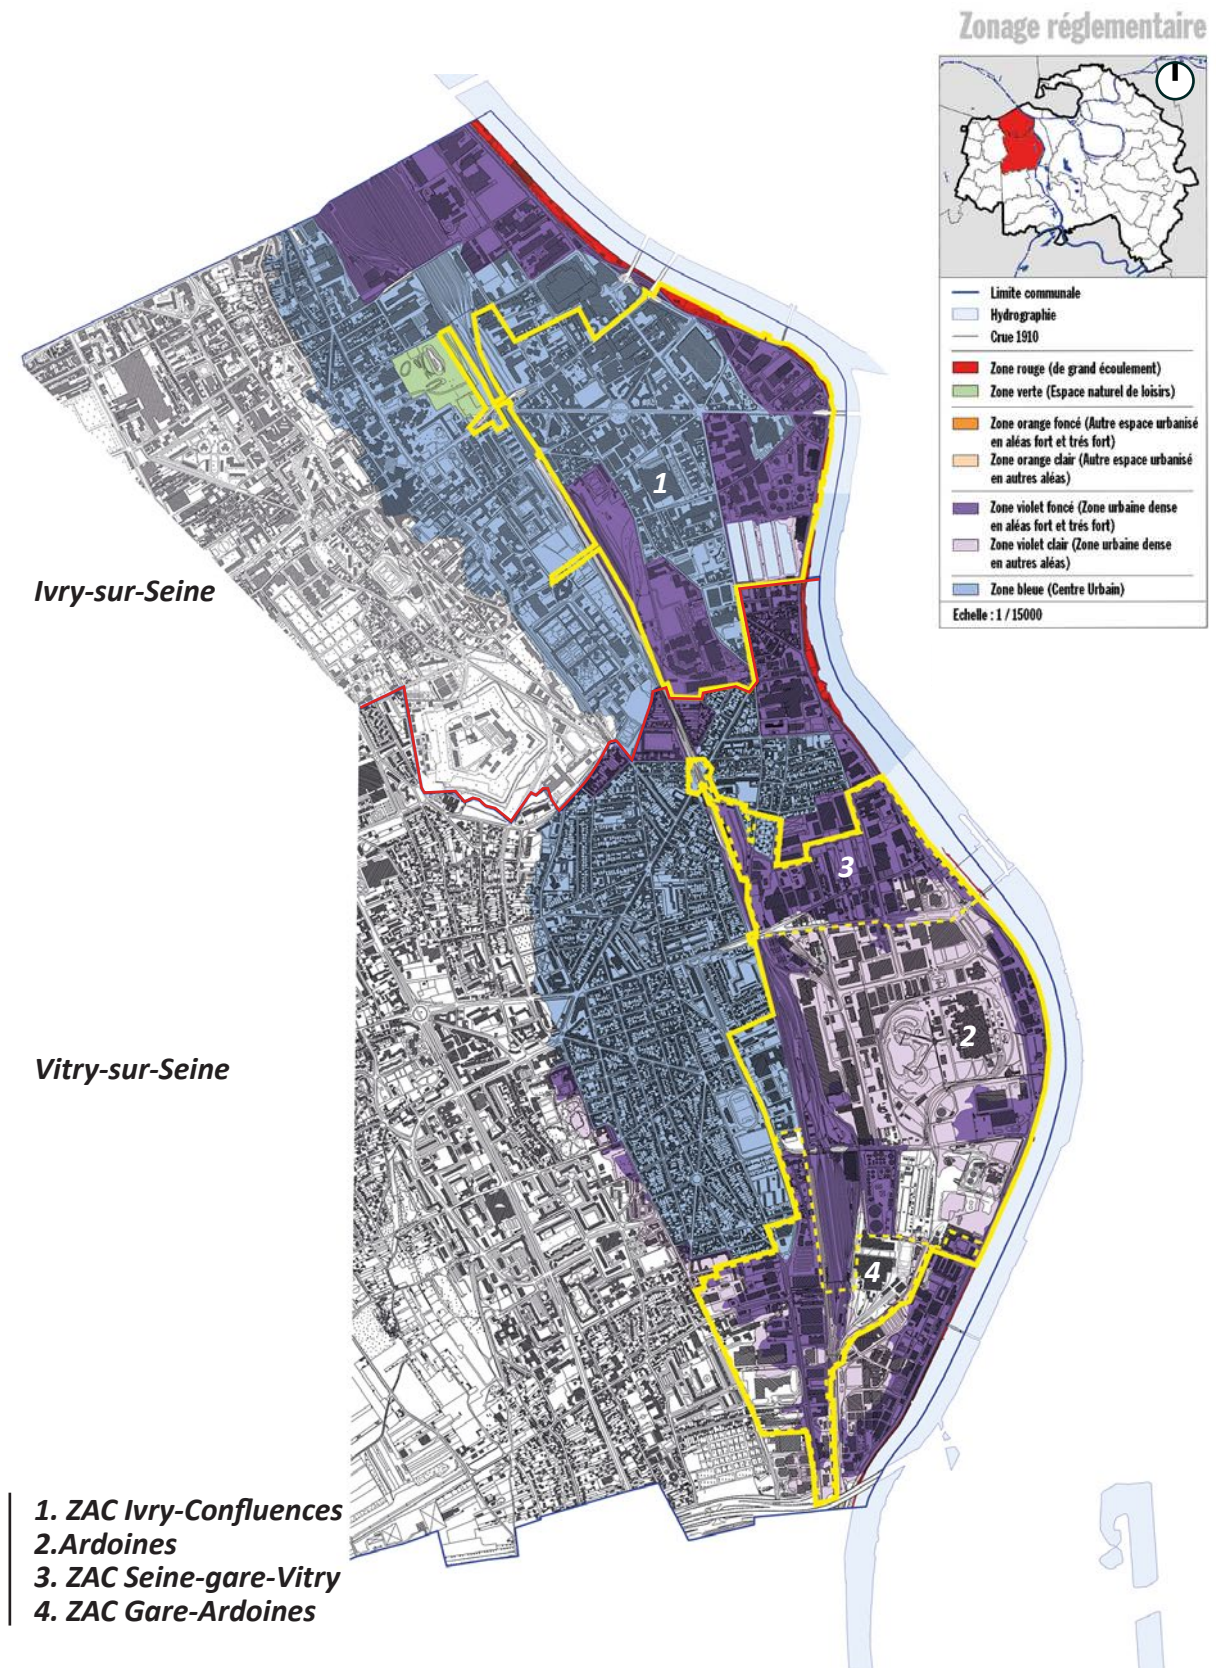 Zonage réglementaire
Limite communale
Hydrographie
Crue 1910
Zone rouge (de grand écoulement)
Zone verte (Espace naturel de loisirs)
Zone orange foncé (Autre espace urbanisé
en aléas fort et trés fort)
Zone orange clair (Autre espace urbanisé
en autres aléas)
Zone violet foncé (Zone urbaine dense
en aléas fort et trés fort)
Zone violet clair (Zone urbaine dense
en autres aléas)
Zone bleue (Centre Urbain)
Echelle : 1 / 15000
1
Ivry-sur-Seine
3
2
Vitry-sur-Seine
4
1. ZAC Ivry-Confluences
2.Ardoines
3. ZAC Seine-gare-Vitry
4. ZAC Gare-Ardoines